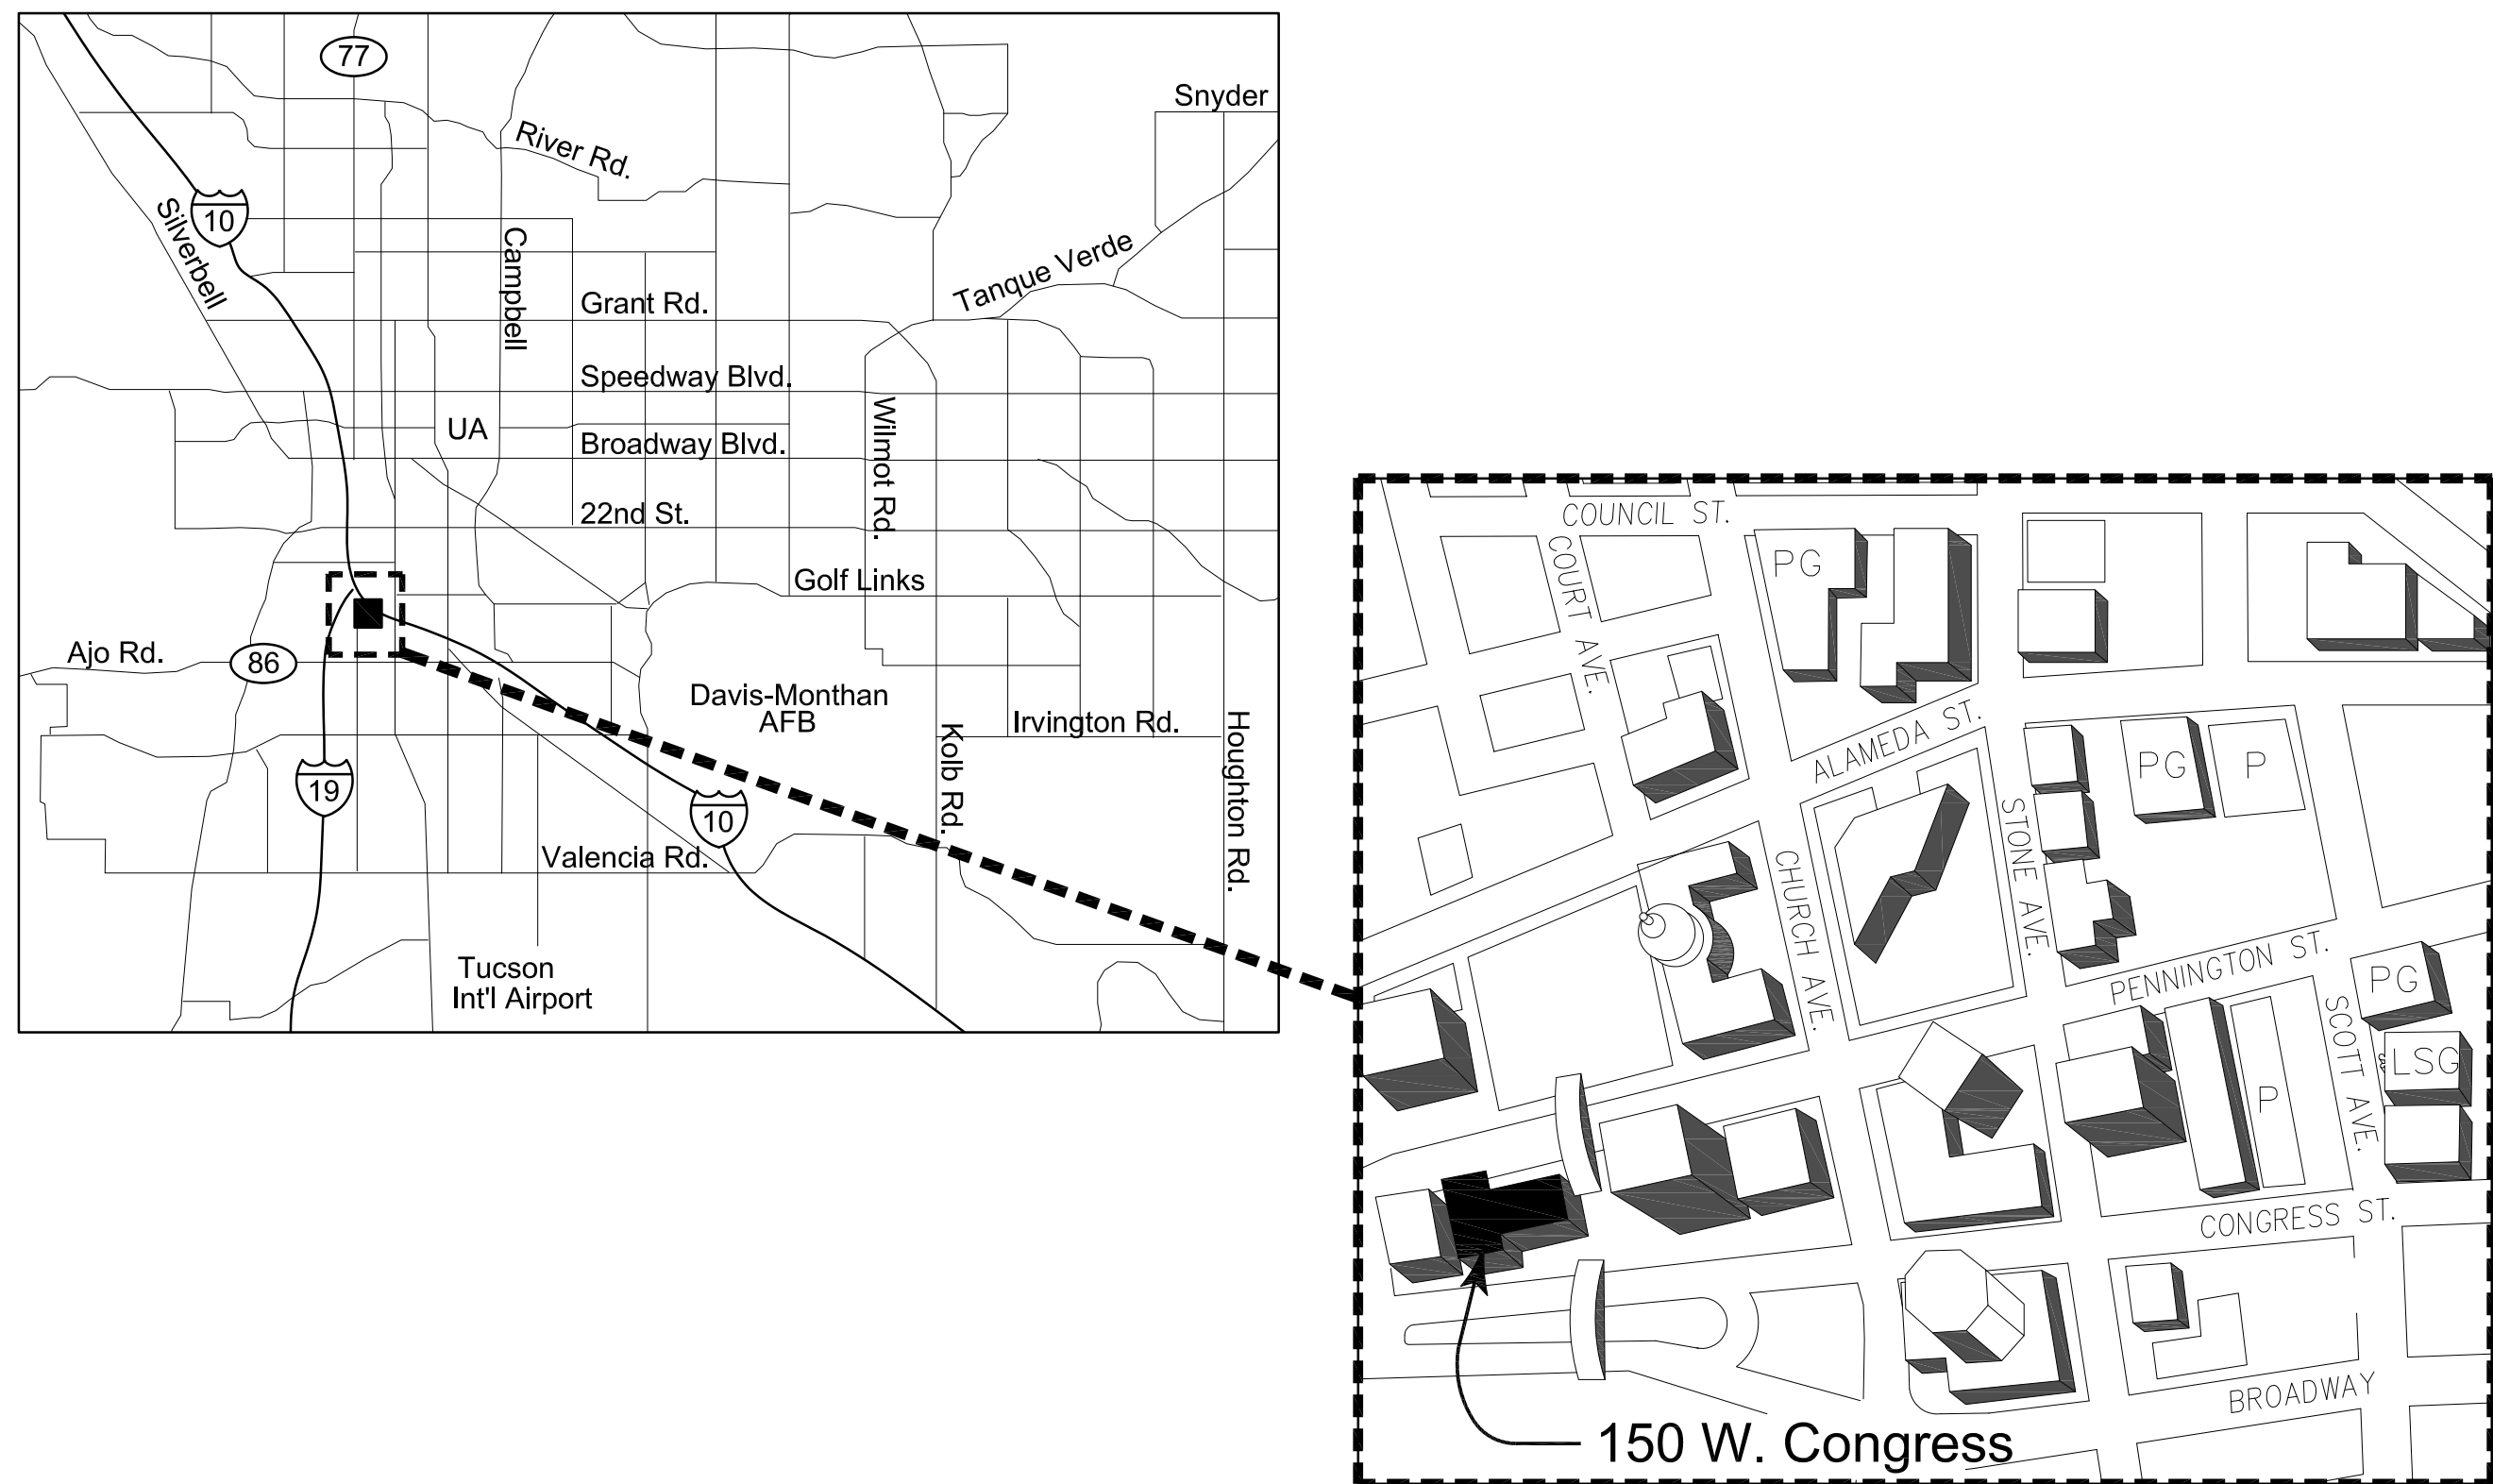 77
Snyder
River Rd.
10
Silverbell
Campbell
Tanque Verde
Grant Rd.
Speedway Blvd.
UA
Wilmot Rd.
Broadway Blvd.
22nd St.
Golf Links
Ajo Rd.
86
Davis-Monthan
AFB
Irvington Rd.
Kolb Rd.
Houghton Rd.
19
10
Valencia Rd.
Tucson
Int'l Airport
COUNCIL ST.
COURT AVE.
PG
ALAMEDA ST.
PG
P
STONE AVE.
CHURCH AVE.
PENNINGTON ST.
PG
SCOTT AVE.
LSG
P
CONGRESS ST.
BROADWAY
150 W. Congress